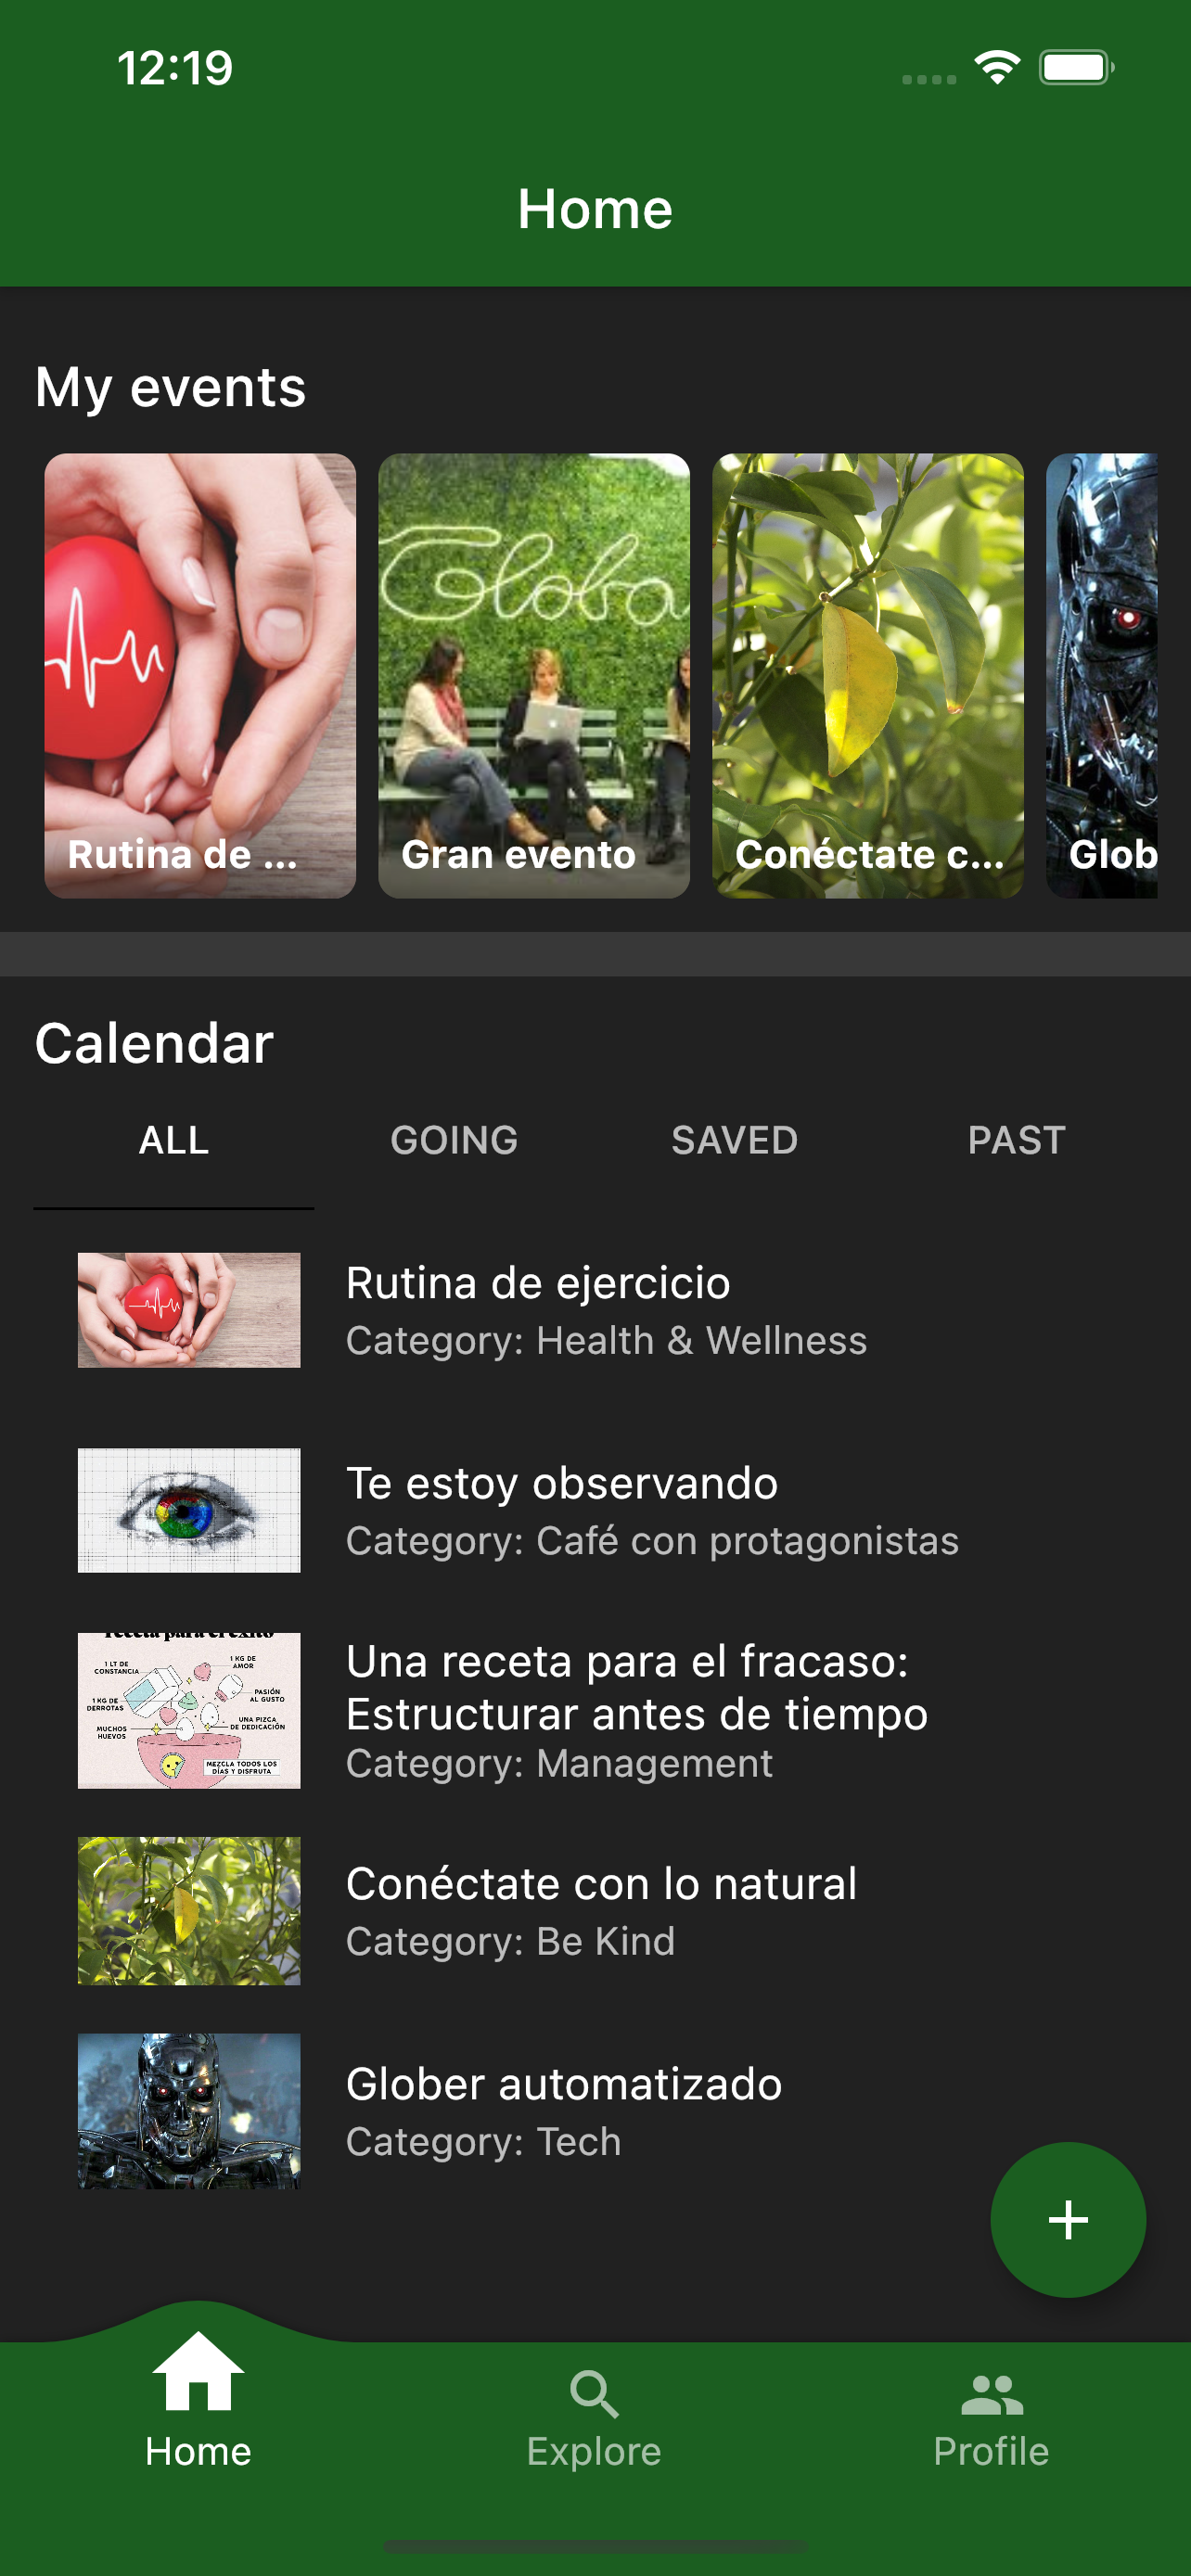 12:19
Home
My events
Rutina de ...
Globa
Gran evento
Conéctate c...
Glob
Calendar
ALL
GOING
SAVED
PAST
Rutina de ejercicio
Category: Health & Wellness
Te estoy observando
Category: Café con protagonistas
receta para el éxito
1 LT DE
CONSTANCIA
1 KG DE
AMOR
1 KG DE
DERROTAS
PASIÓN
AL GUSTO
MUCHOS
HUEVOS
UNA PIZCA
DE DEDICACIÓN
MEZCLA TODOS LOS
DÍAS Y DISFRUTA
Una receta para el fracaso:
Estructurar antes de tiempo
Category: Management
Conéctate con lo natural
Category: Be Kind
Glober automatizado
Category: Tech
Home
Explore
Profile